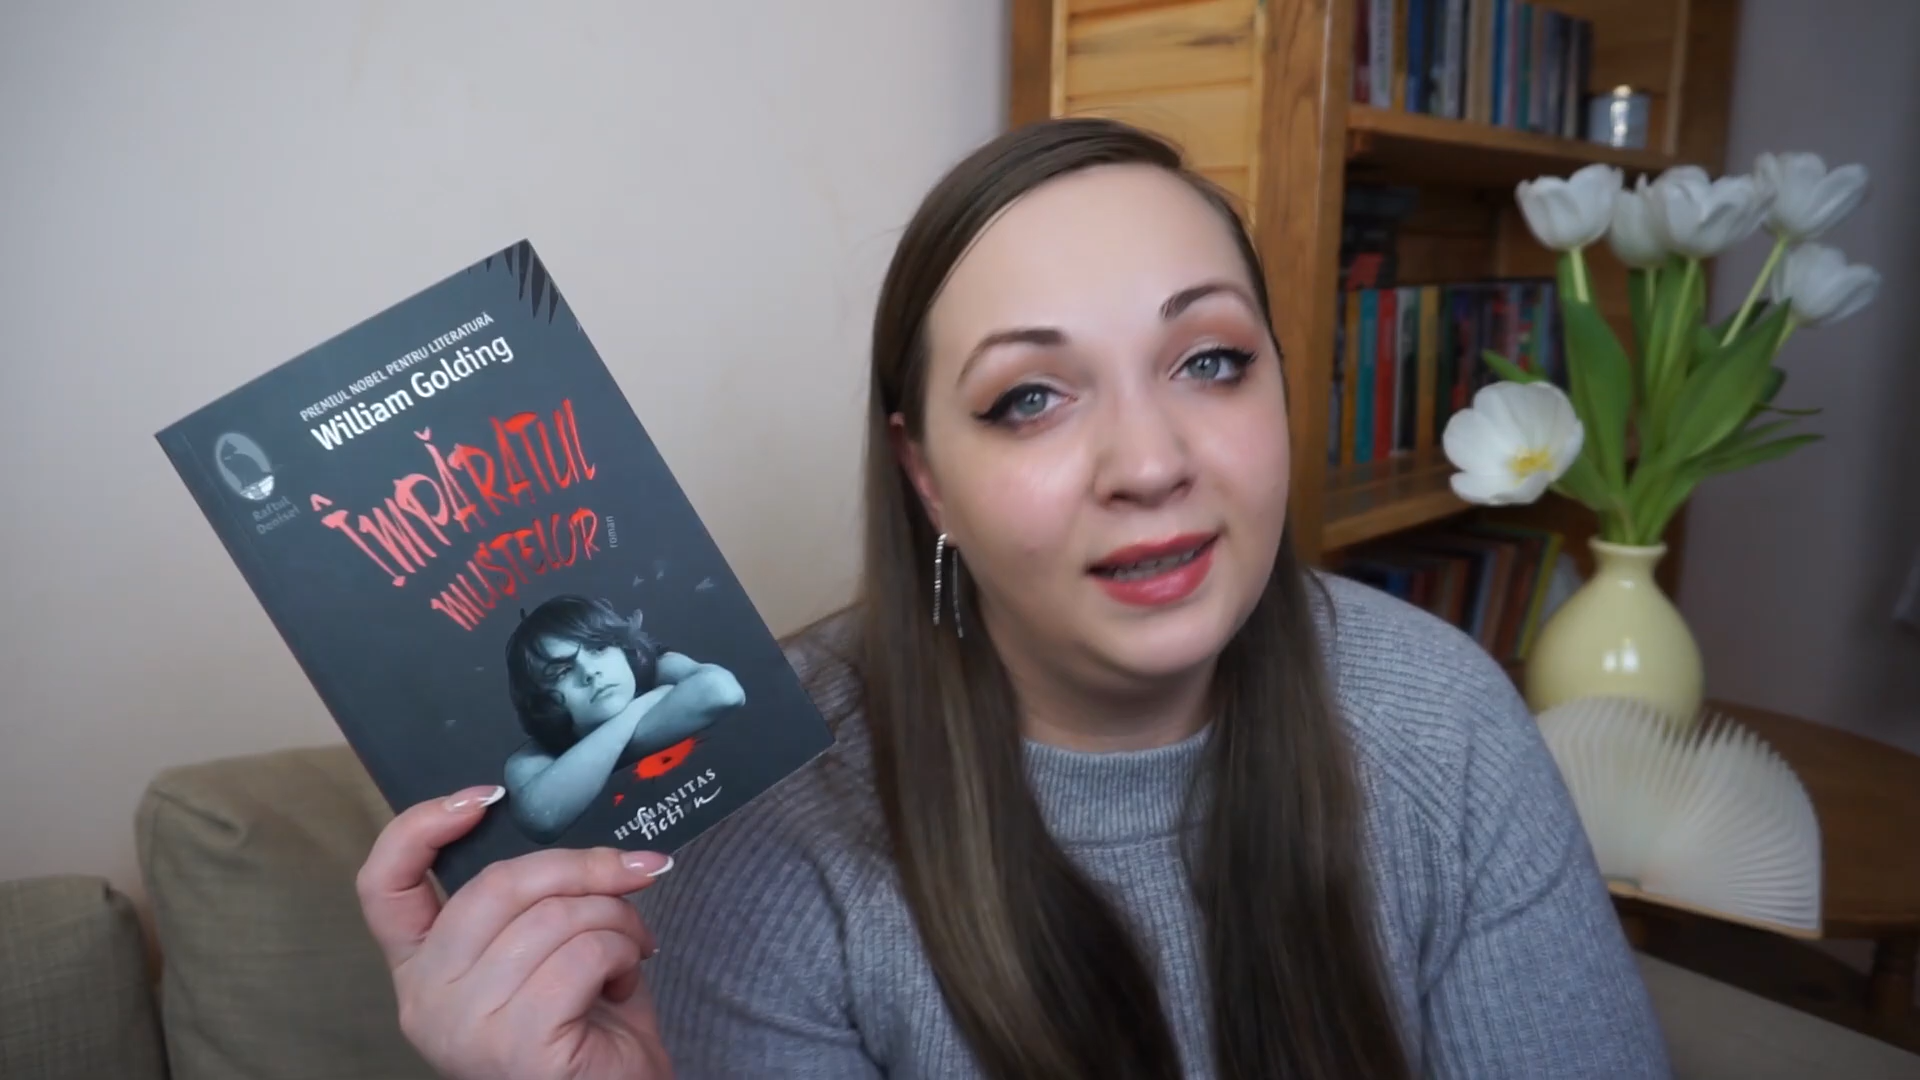 PREMIUL NOBEL PENTRU LITERATURĂ
William Golding
Raftul
Denisei
ÎMPĂRATUL
MUȘTELOR
roman
HUMANITAS
fiction